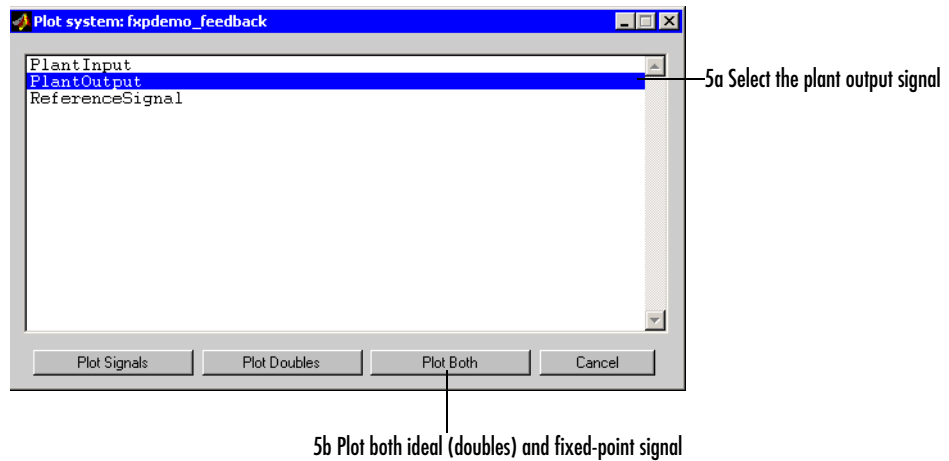 Plot system: fxpdemo_feedback
PlantInput
PlantOutput
ReferenceSignal
5a Select the plant output signal
Plot Signals
Plot Doubles
Plot Both
Cancel
5b Plot both ideal (doubles) and fixed-point signal